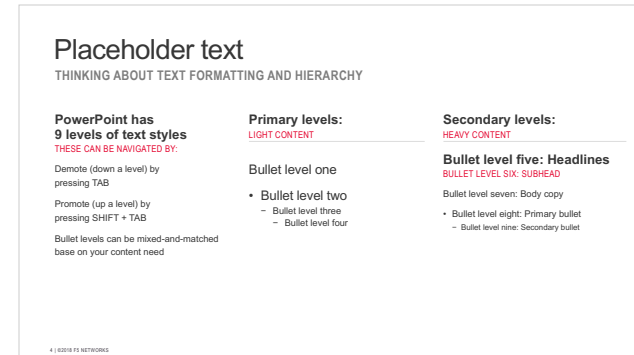 Placeholder text
THINKING ABOUT TEXT FORMATTING AND HIERARCHY
PowerPoint has
9 levels of text styles
THESE CAN BE NAVIGATED BY:
Demote (down a level) by
pressing TAB
Promote (up a level) by
pressing SHIFT + TAB
Bullet levels can be mixed-and-matched
base on your content need
Primary levels:
LIGHT CONTENT
Bullet level one
• Bullet level two
− Bullet level three
− Bullet level four
Secondary levels:
HEAVY CONTENT
Bullet level five: Headlines
BULLET LEVEL SIX: SUBHEAD
Bullet level seven: Body copy
• Bullet level eight: Primary bullet
− Bullet level nine: Secondary bullet
4 | ©2018 F5 NETWORKS